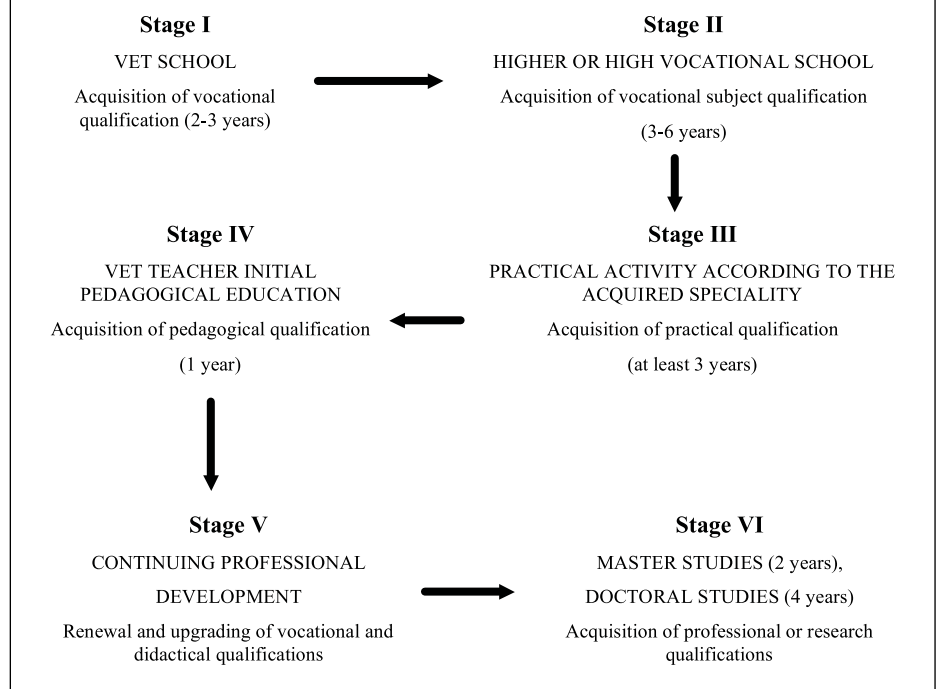 Stage I
VET SCHOOL
Acquisition of vocational
qualification (2-3 years)
Stage II
HIGHER OR HIGH VOCATIONAL SCHOOL
Acquisition of vocational subject qualification
(3-6 years)
Stage III
PRACTICAL ACTIVITY ACCORDING TO THE
ACQUIRED SPECIALITY
Acquisition of practical qualification
(at least 3 years)
Stage IV
VET TEACHER INITIAL
PEDAGOGICAL EDUCATION
Acquisition of pedagogical qualification
(1 year)
Stage V
CONTINUING PROFESSIONAL
DEVELOPMENT
Renewal and upgrading of vocational and
didactical qualifications
Stage VI
MASTER STUDIES (2 years),
DOCTORAL STUDIES (4 years)
Acquisition of professional or research
qualifications